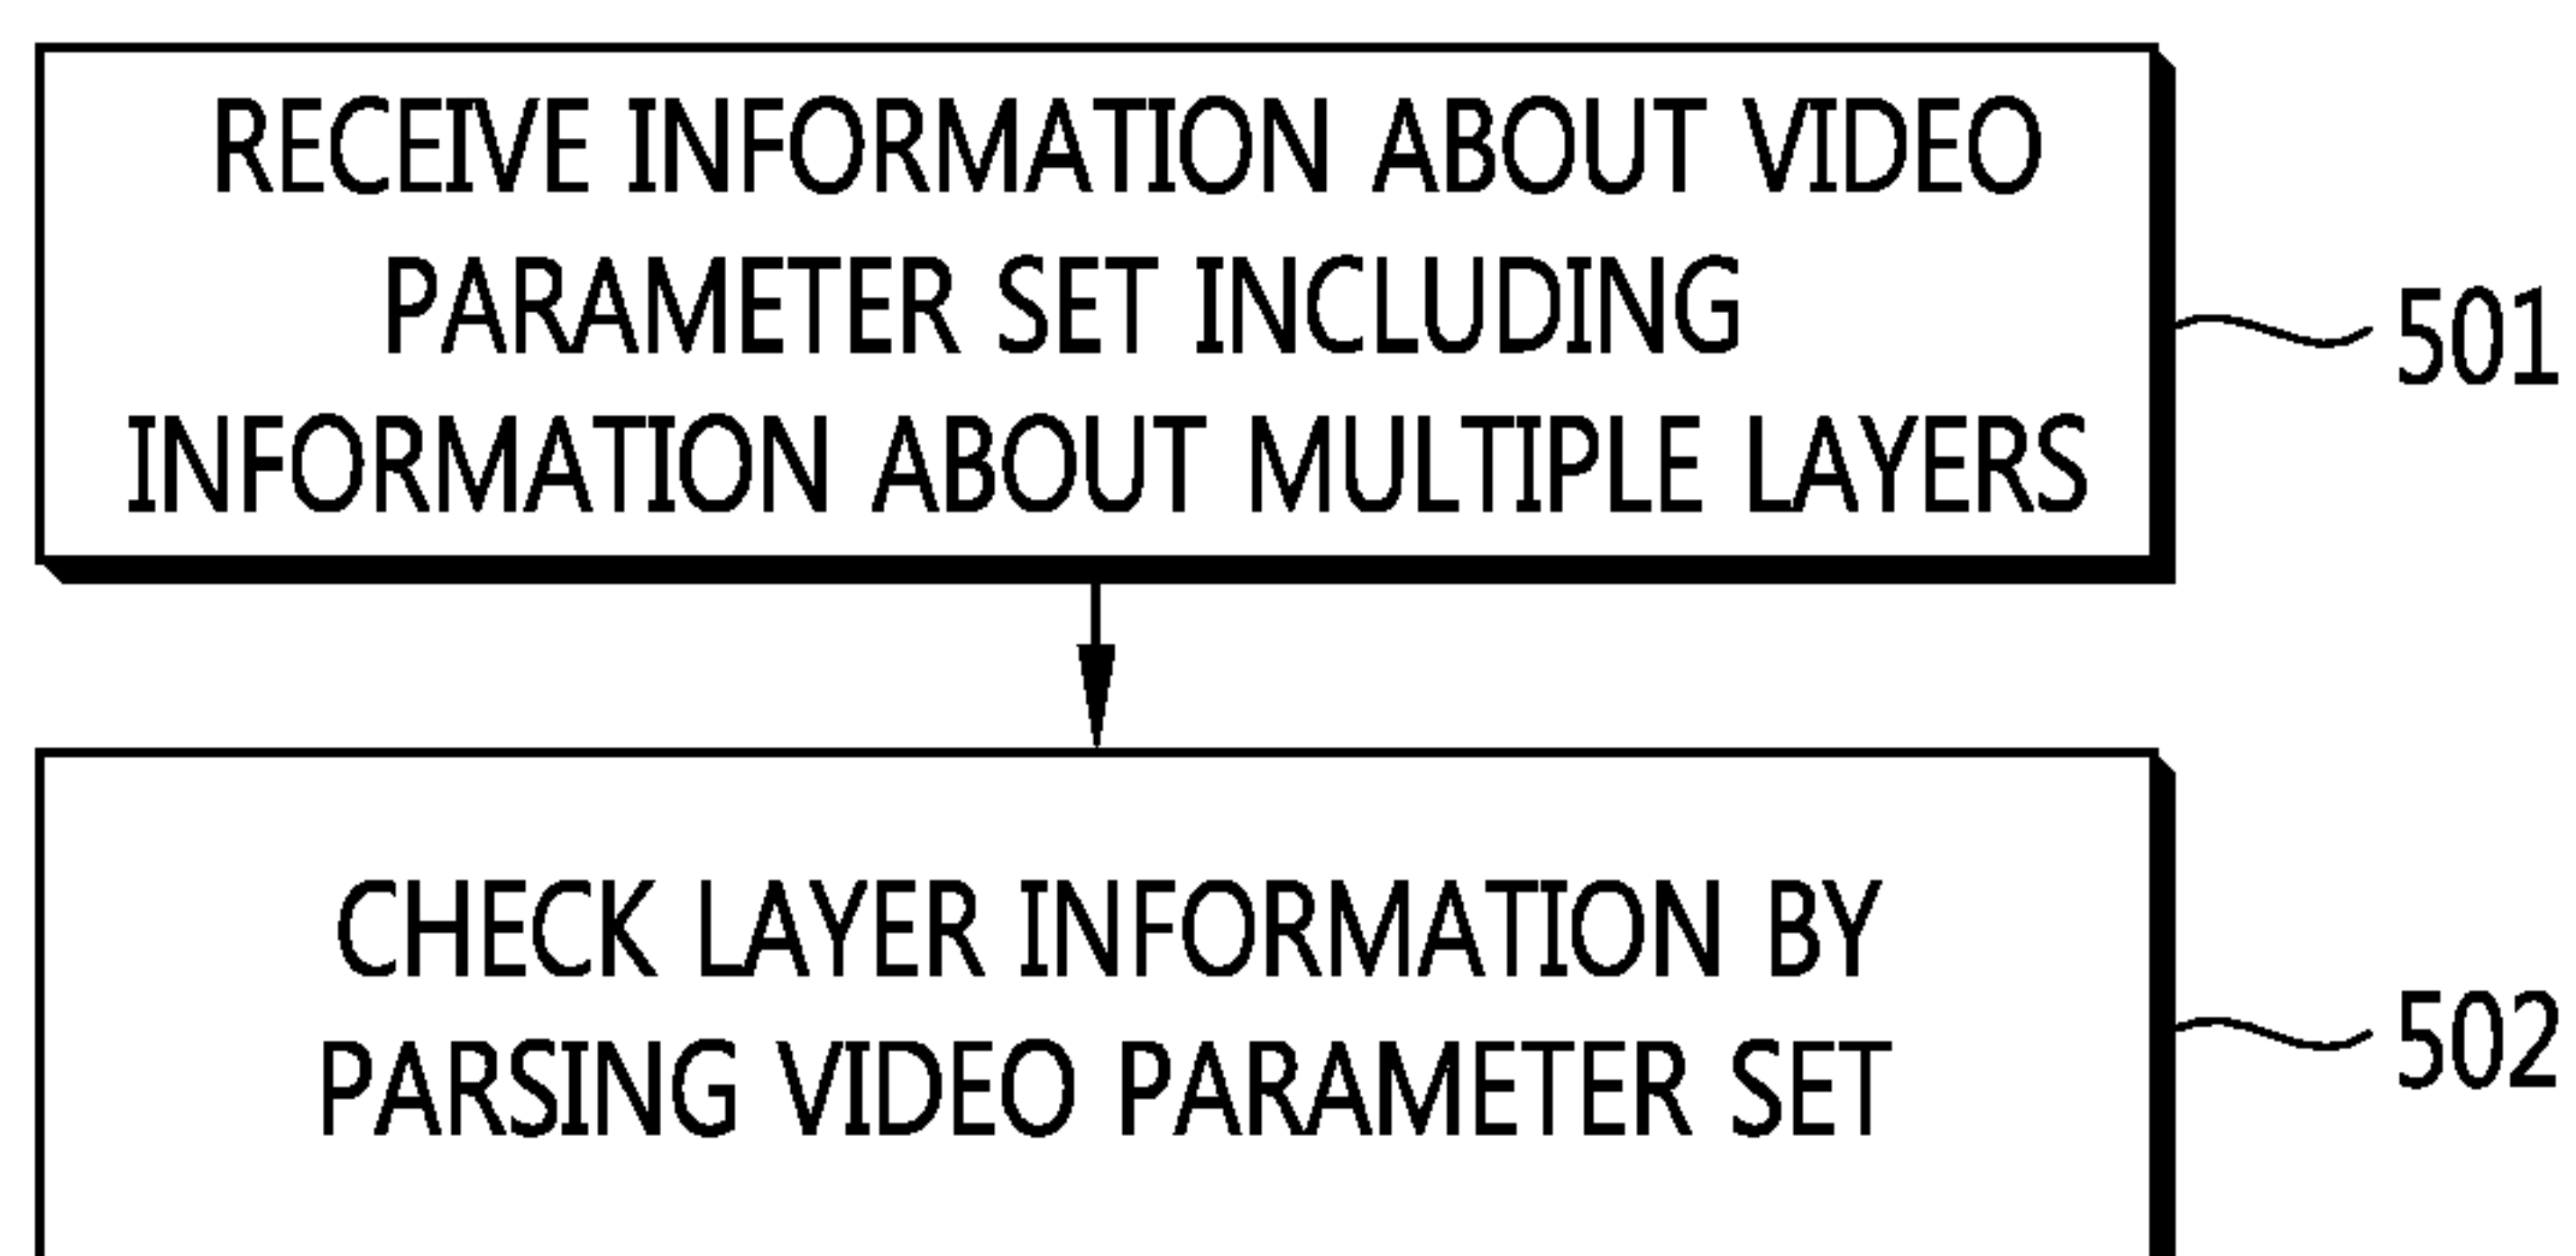 RECEIVE INFORMATION ABOUT VIDEO
PARAMETER SET INCLUDING
INFORMATION ABOUT MULTIPLE LAYERS
501
CHECK LAYER INFORMATION BY
PARSING VIDEO PARAMETER SET
502